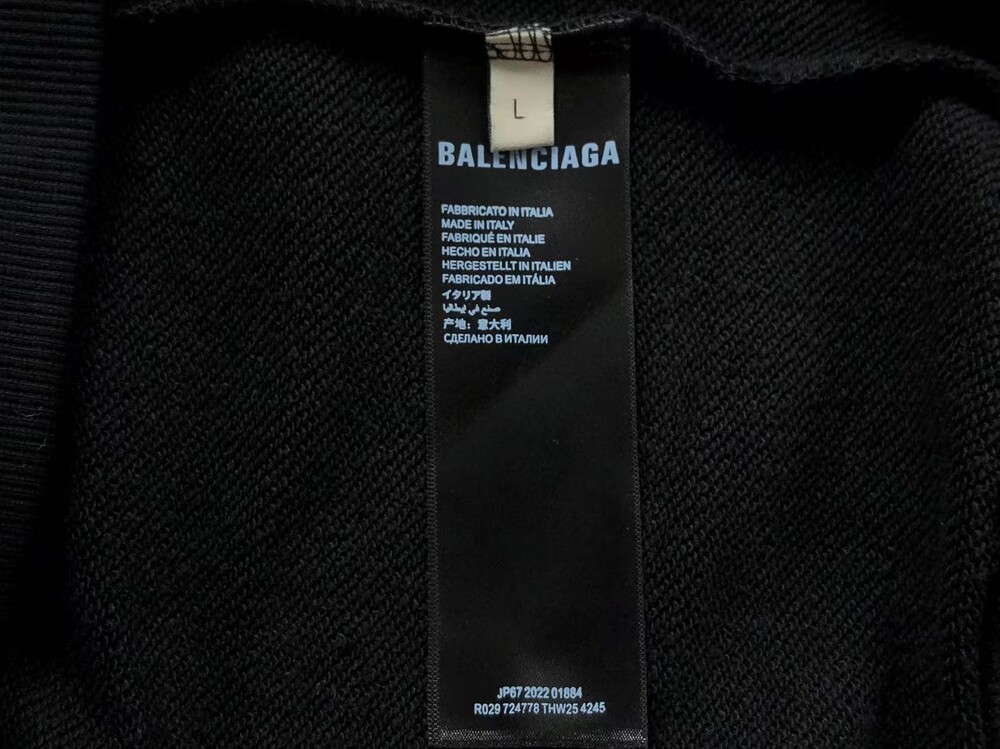 L
BALENCIAGA
FABBRICATO IN ITALIA
MADE IN ITALY
FABRIQUÉ EN ITALIE
HECHO EN ITALIA
HERGESTELLT IN ITALIEN
FABRICADO EM ITÁLIA
イタリア製
صنع في إيطاليا
产地：意大利
СДЕЛАНО В ИТАЛИИ
JP67 2022 01884
R029 724778 THW25 4245